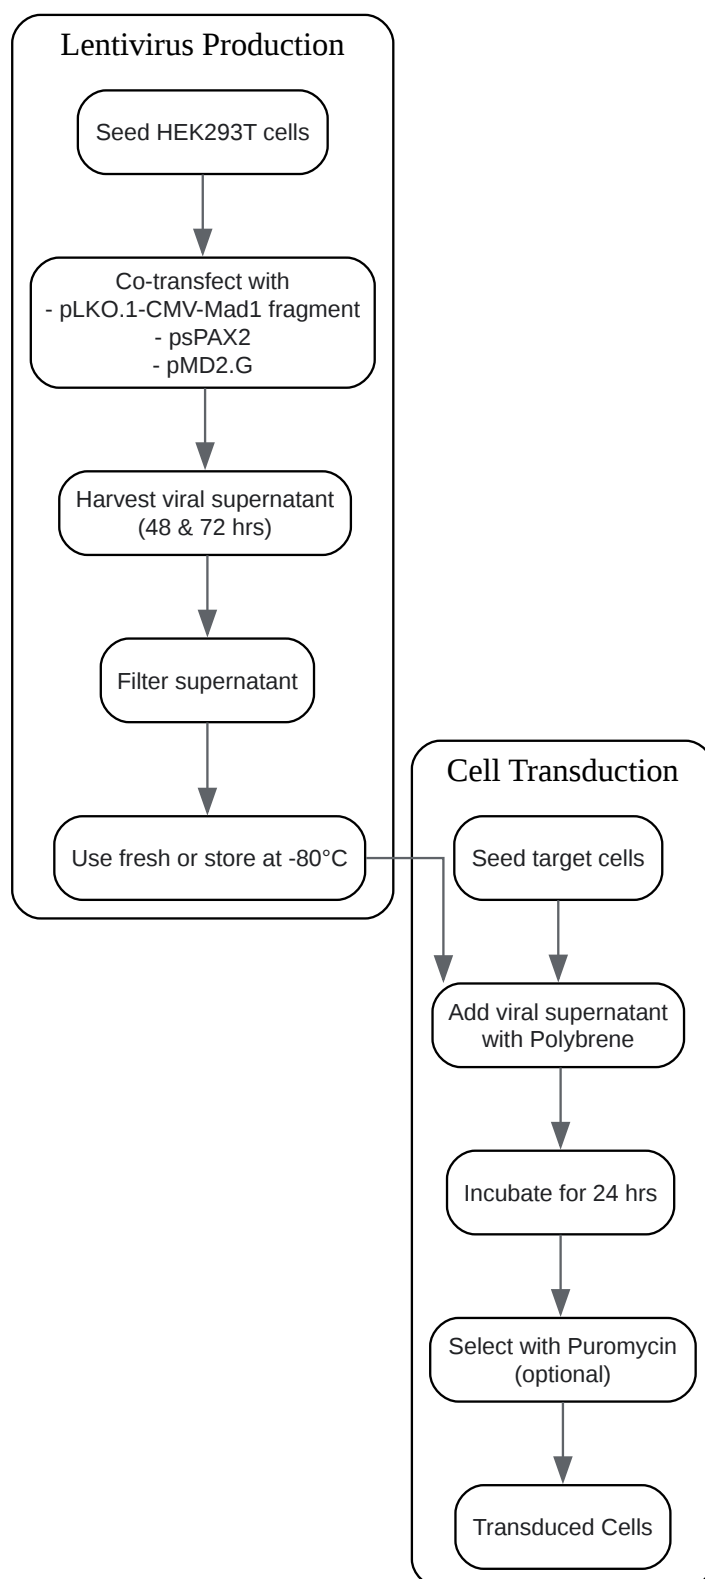 Lentivirus Production
Seed HEK293T cells
Co-transfect with
- pLKO.1-CMV-Mad1 fragment
- psPAX2
- pMD2.G
Harvest viral supernatant
(48 & 72 hrs)
Filter supernatant
Use fresh or store at -80°C
Cell Transduction
Seed target cells
Add viral supernatant
with Polybrene
Incubate for 24 hrs
Select with Puromycin
(optional)
Transduced Cells